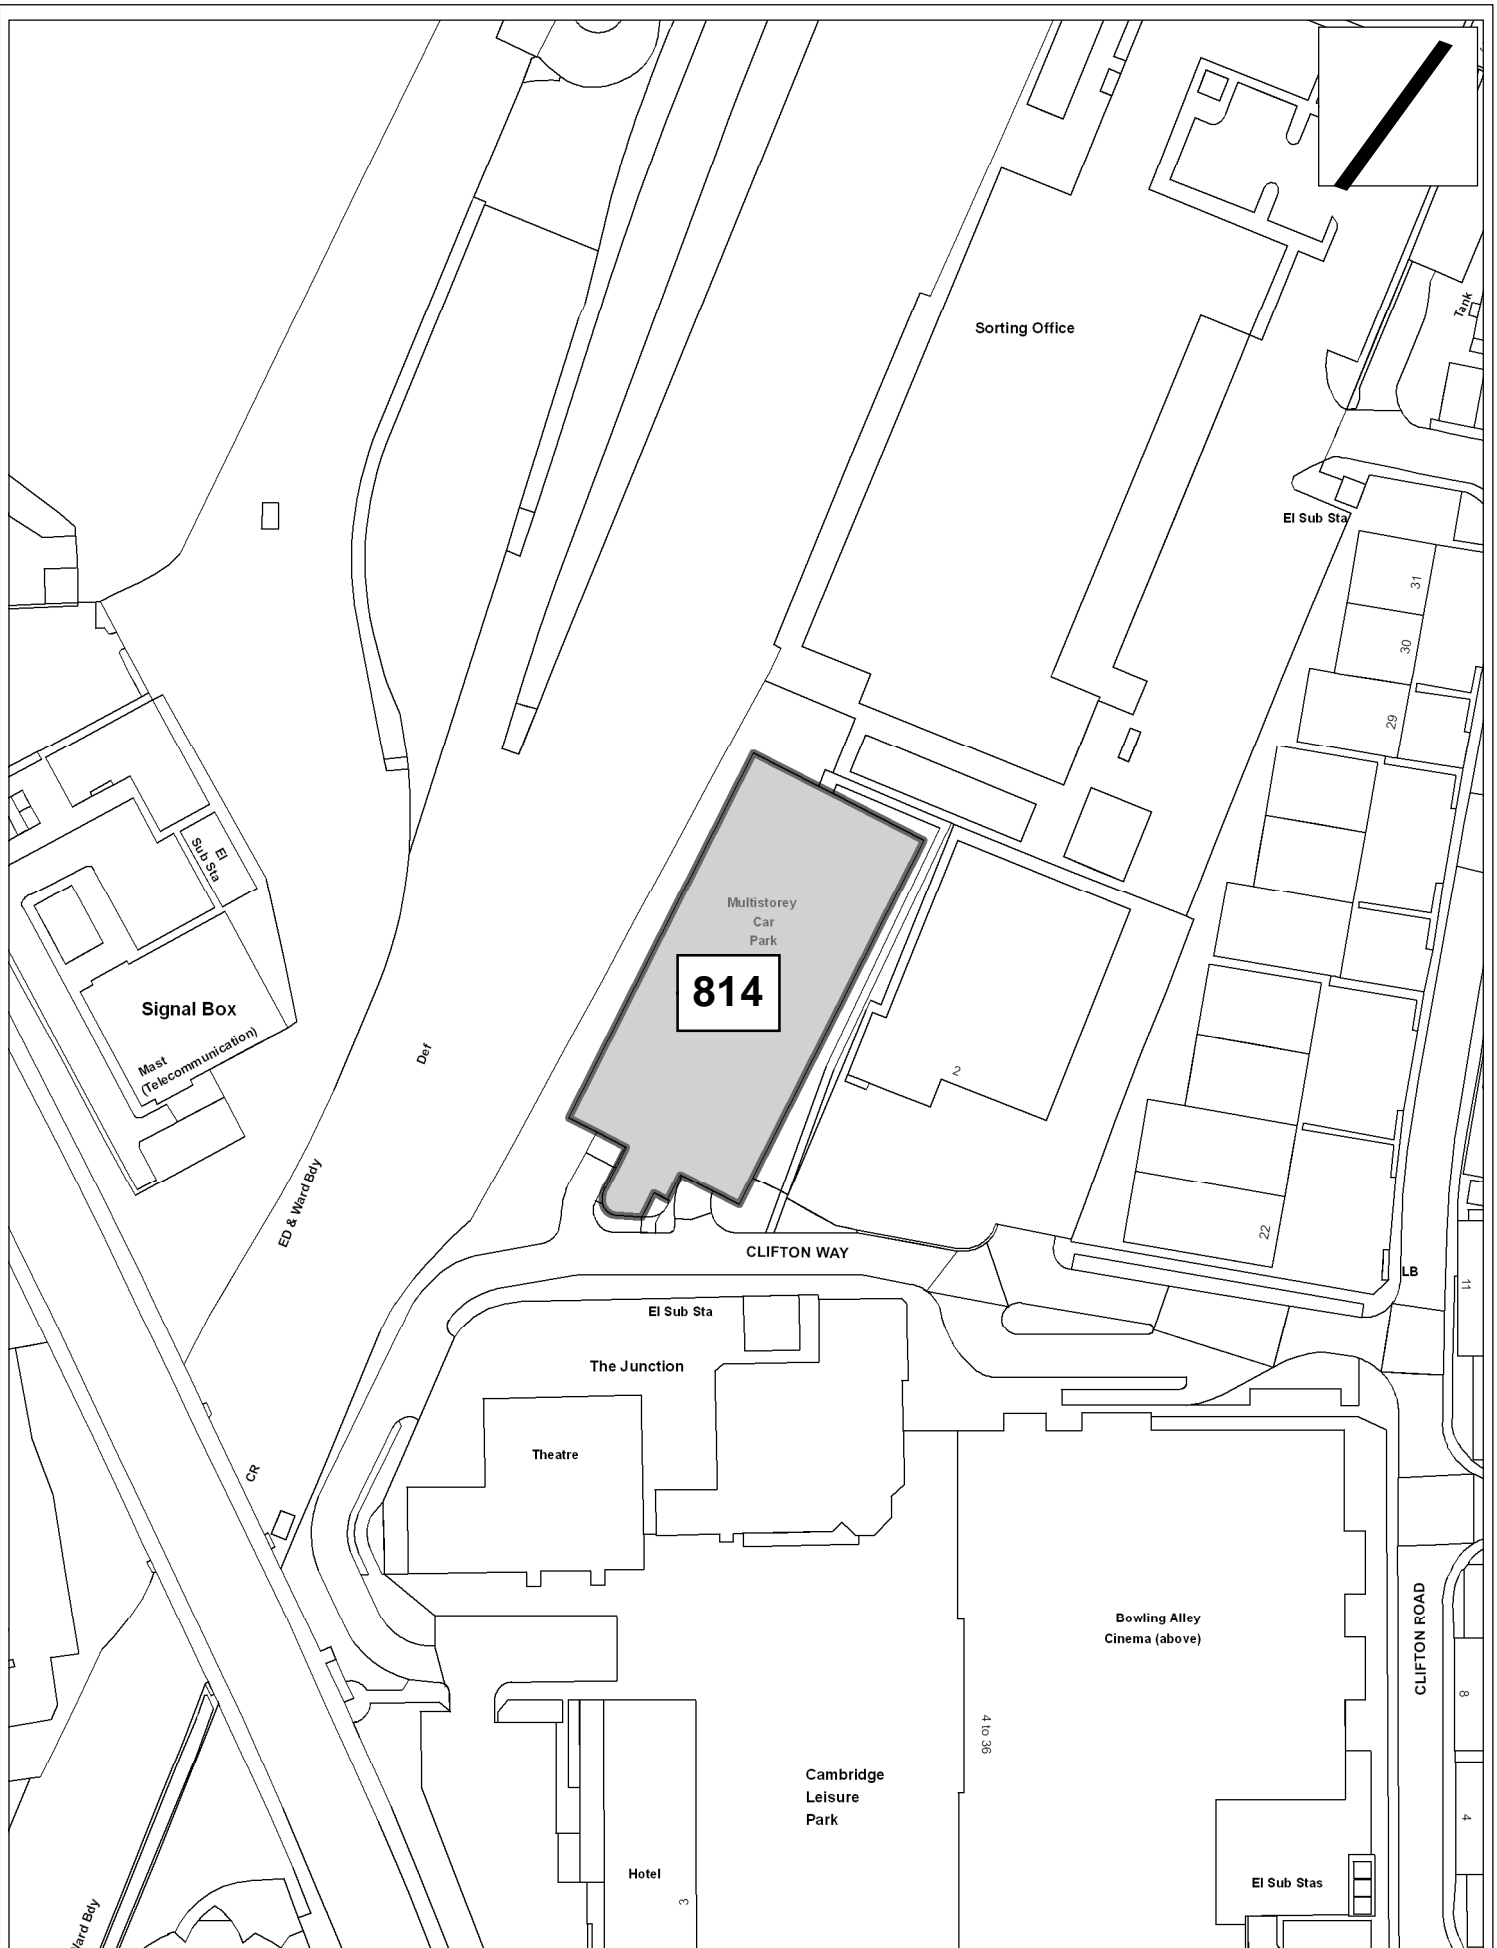 Sorting Office
Tank
El Sub Sta
31
30
29
El
Sub Sta
Multistorey
Car
Park
814
Signal Box
Mast
(Telecommunication)
Def
2
ED & Ward Bdy
22
CLIFTON WAY
LB
11
El Sub Sta
The Junction
Theatre
CR
Bowling Alley
Cinema (above)
CLIFTON ROAD
8
4 to 36
Cambridge
Leisure
Park
4
Hotel
3
El Sub Stas
Ward Bdy